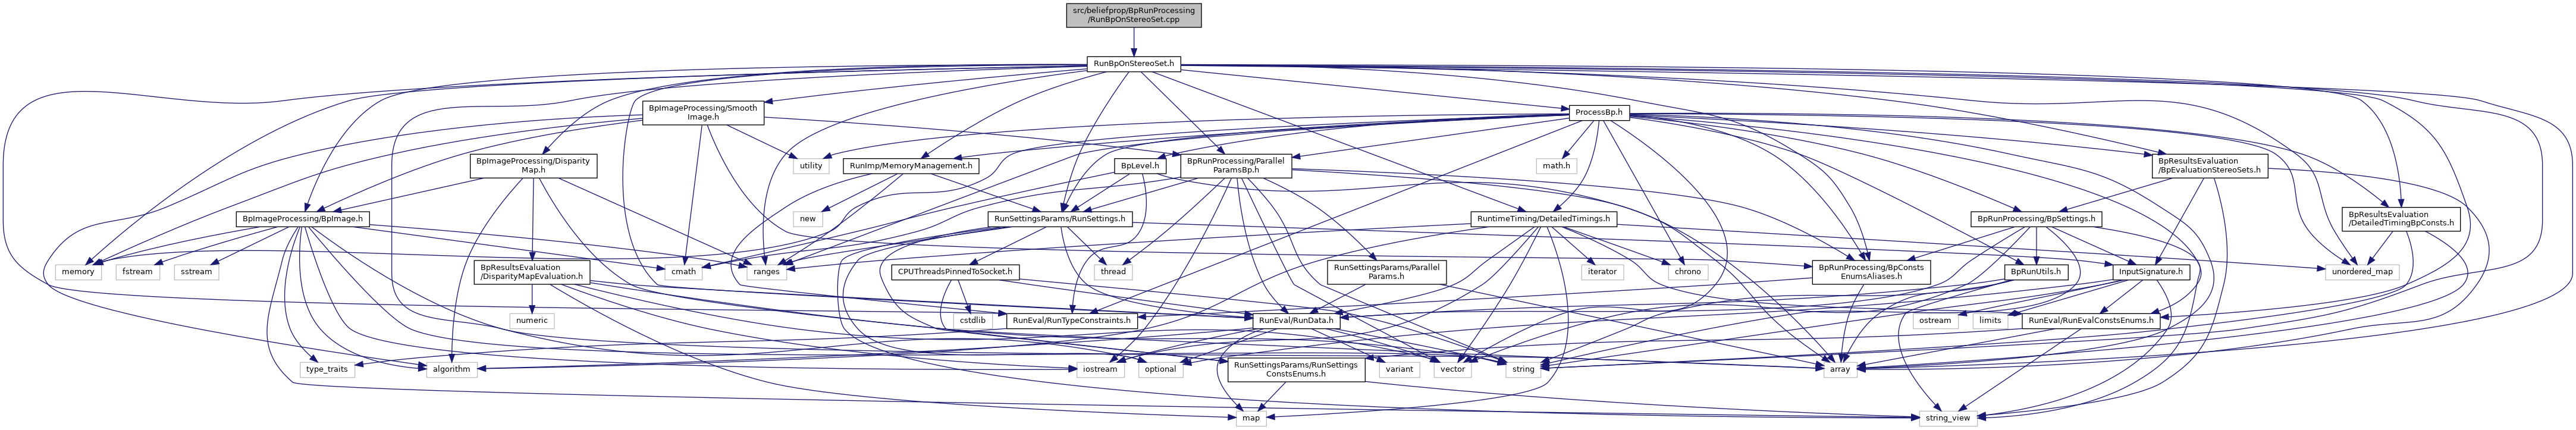 src/beliefprop/BpRunProcessing
/RunBpOnStereoSet.cpp
RunBpOnStereoSet.h
BpImageProcessing/Smooth
Image.h
ProcessBp.h
BpImageProcessing/Disparity
Map.h
utility
RunImp/MemoryManagement.h
BpLevel.h
BpRunProcessing/Parallel
ParamsBp.h
math.h
BpResultsEvaluation
/BpEvaluationStereoSets.h
BpImageProcessing/BpImage.h
new
RunSettingsParams/RunSettings.h
RuntimeTiming/DetailedTimings.h
BpRunProcessing/BpSettings.h
BpResultsEvaluation
/DetailedTimingBpConsts.h
memory
fstream
sstream
BpResultsEvaluation
/DisparityMapEvaluation.h
cmath
ranges
CPUThreadsPinnedToSocket.h
thread
RunSettingsParams/Parallel
Params.h
iterator
chrono
BpRunProcessing/BpConsts
EnumsAliases.h
BpRunUtils.h
InputSignature.h
unordered_map
numeric
cstdlib
RunEval/RunTypeConstraints.h
RunEval/RunData.h
ostream
limits
RunEval/RunEvalConstsEnums.h
type_traits
algorithm
iostream
optional
RunSettingsParams/RunSettings
ConstsEnums.h
variant
vector
string
array
map
string_view